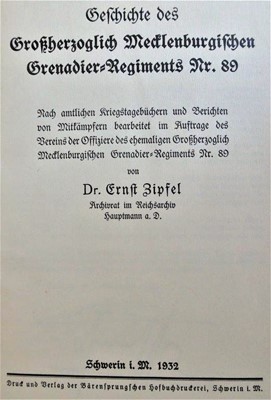 Geschichte des
Großherzoglich Mecklenburgischen
Grenadier-Regiments Nr. 89
Nach amtlichen Kriegstagebüchern und Berichten
von Mitkämpfern bearbeitet im Auftrage des
Vereins der Offiziere des ehemaligen Großherzoglich
Mecklenburgischen Grenadier-Regiments Nr. 89
von
Dr. Ernst Zipfel
Archivrat im Reichsarchiv
Hauptmann a. D.
Schwerin i. M. 1932
Druck und Verlag der Bärensprungschen Hofbuchdruckerei, Schwerin i. M.